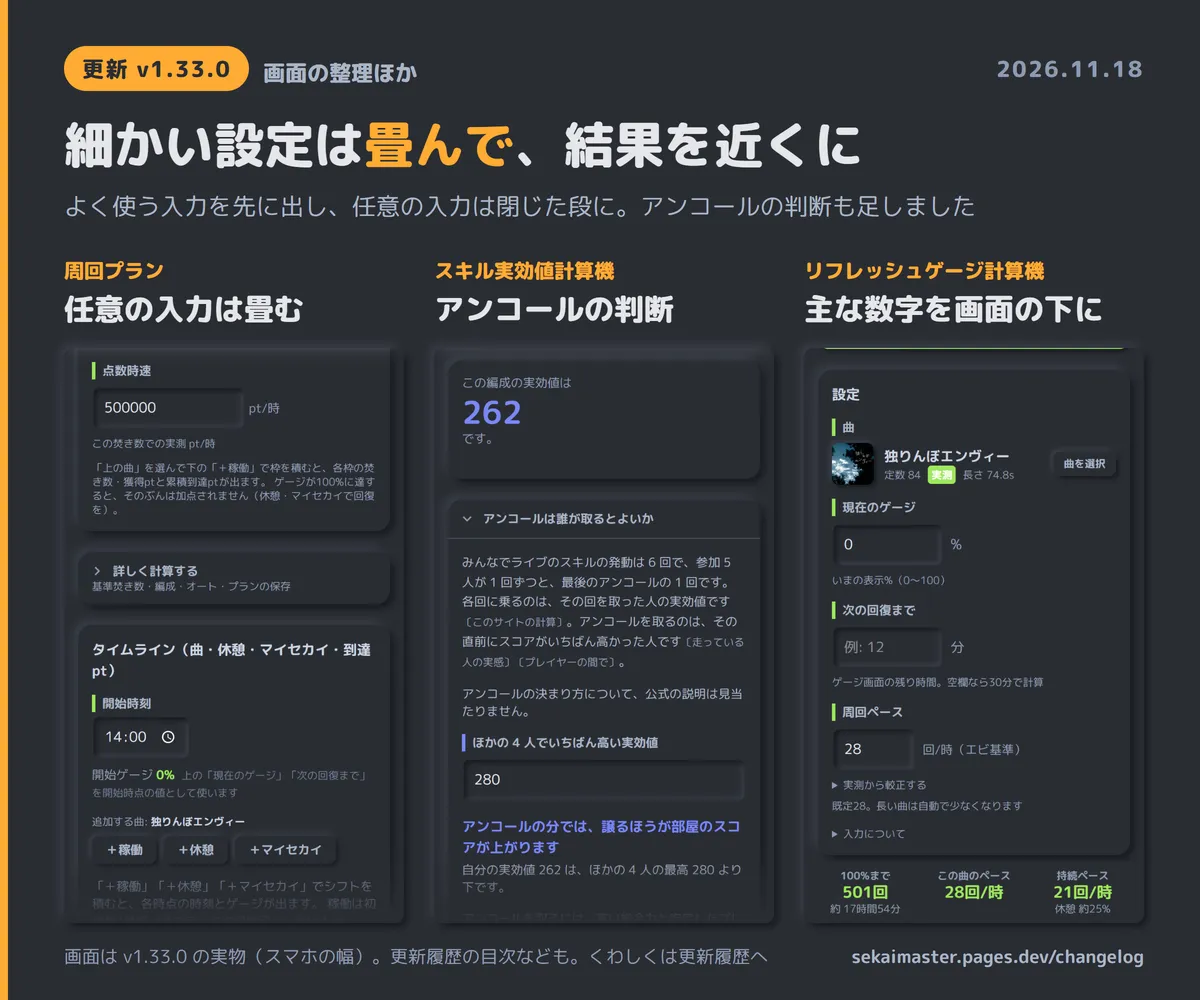 更新 v1.33.0
画面の整理ほか
2026.11.18
細かい設定は畳んで、結果を近くに
よく使う入力を先に出し、任意の入力は閉じた段に。アンコールの判断も足しました
周回プラン
任意の入力は畳む
点数時速
500000 pt/時
この焚き数での実測 pt/時
「上の曲」を選んで下の「＋稼働」で枠を積むと、各枠の焚
き数・獲得ptと累積到達ptが出ます。 ゲージが100%に達す
ると、そのぶんは加点されません（休憩・マイセカイで回復
を）。
詳しく計算する
基準焚き数・編成・オート・プランの保存
タイムライン（曲・休憩・マイセカイ・到達
pt）
開始時刻
14:00
開始ゲージ 0% 上の「現在のゲージ」「次の回復まで」
を開始時点の値として使います
追加する曲: 独りんぼエンヴィー
＋稼働 ＋休憩 ＋マイセカイ
「＋稼働」「＋休憩」「＋マイセカイ」でシフトを
積むと、各時点の時刻とゲージが出ます。 稼働は初
スキル実効値計算機
アンコールの判断
この編成の実効値は
262
です。
アンコールは誰が取るとよいか
みんなでライブのスキルの発動は 6 回で、参加 5
人が 1 回ずつと、最後のアンコールの 1 回です。
各回に乗るのは、その回を取った人の実効値です
〔このサイトの計算〕。アンコールを取るのは、その
直前にスコアがいちばん高かった人です〔走っている
人の実感〕〔プレイヤーの間で〕。
アンコールの決まり方について、公式の説明は見当
たりません。
ほかの 4 人でいちばん高い実効値
280
アンコールの分では、譲るほうが部屋のスコ
アが上がります
自分の実効値 262 は、ほかの 4 人の最高 280 より
下です。
リフレッシュゲージ計算機
主な数字を画面の下に
設定
曲
独りんぼエンヴィー
定数 84 実測 長さ 74.8s
曲を選択
現在のゲージ
0 %
いまの表示%（0〜100）
次の回復まで
例: 12 分
ゲージ画面の残り時間。空欄なら30分で計算
周回ペース
28 回/時（エビ基準）
▶ 実測から較正する
既定28。長い曲は自動で少なくなります
▶ 入力について
100%まで
501回
約 17時間54分
この曲のペース
28回/時
持続ペース
21回/時
休憩 約25%
画面は v1.33.0 の実物（スマホの幅）。更新履歴の目次なども。くわしくは更新履歴へ
sekaimaster.pages.dev/changelog